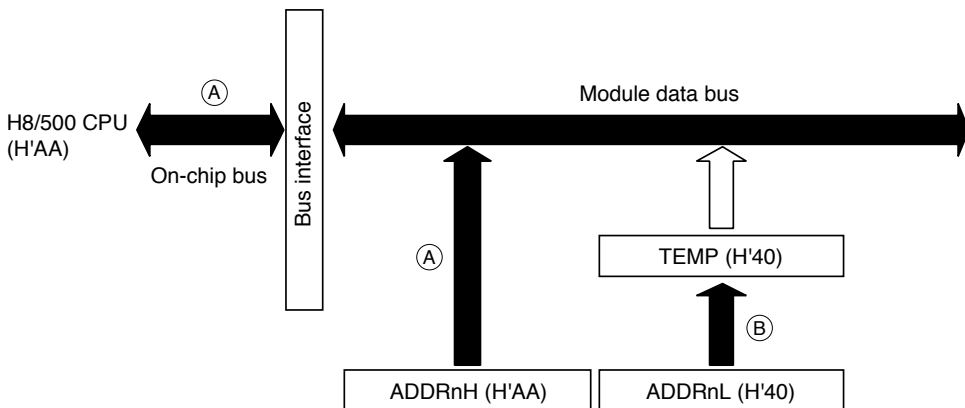 Ⓐ
Module data bus
H8/500 CPU
(H'AA)
On-chip bus
Bus interface
Ⓐ
TEMP (H'40)
Ⓑ
ADDRnH (H'AA)
ADDRnL (H'40)